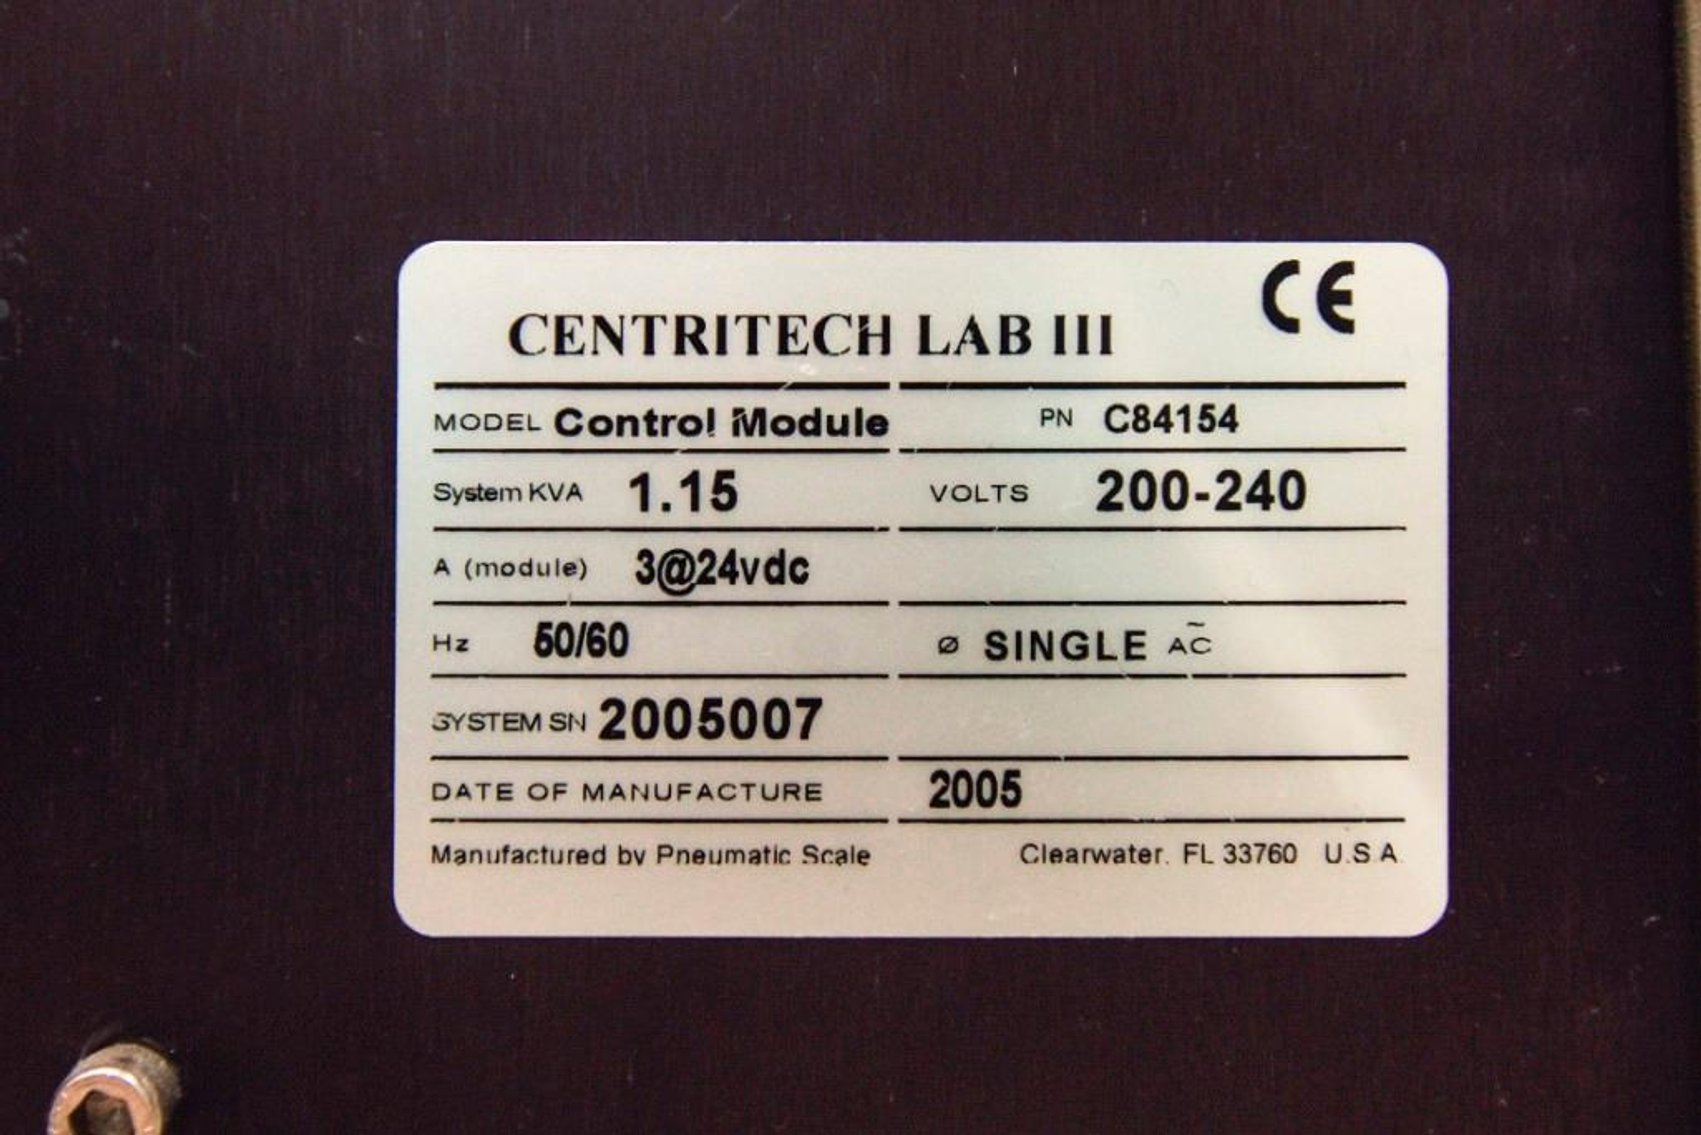 CE
CENTRITECH LAB III
MODEL Control Module PN C84154
System KVA 1.15 VOLTS 200-240
A (module) 3@24vdc
Hz 50/60 ø SINGLE AC ~
SYSTEM SN 2005007
DATE OF MANUFACTURE 2005
Manufactured by Pneumatic Scale Clearwater. FL 33760 U.S.A.